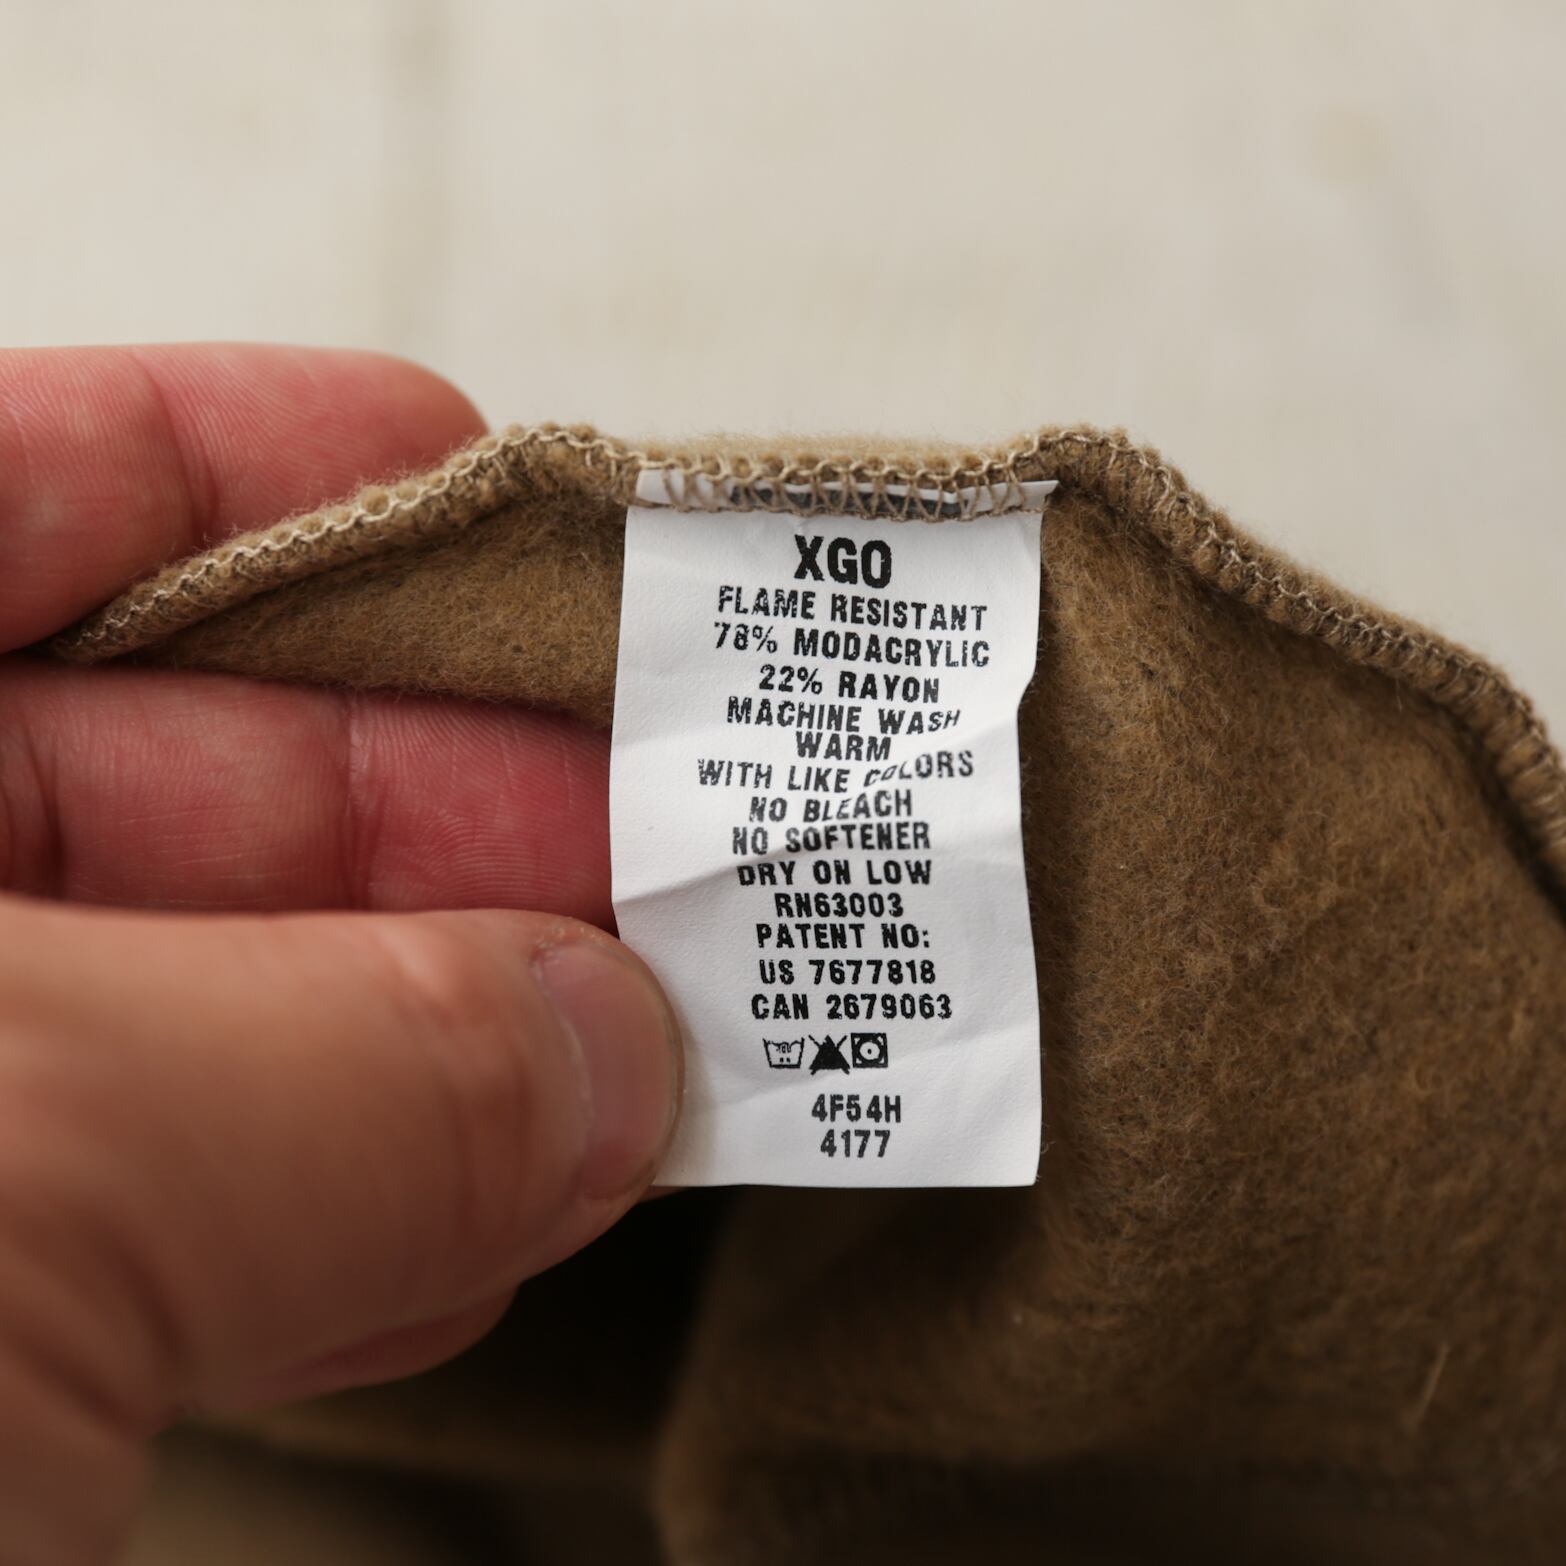 XGO
FLAME RESISTANT
78% MODACRYLIC
22% RAYON
MACHINE WASH
WARM
WITH LIKE COLORS
NO BLEACH
NO SOFTENER
DRY ON LOW
RN63003
PATENT NO:
US 7677818
CAN 2679063
4F54H
4177